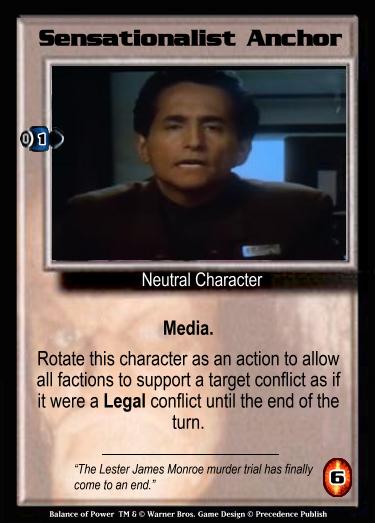 Sensationalist Anchor
0) 1
Neutral Character
Media.
Rotate this character as an action to allow
all factions to support a target conflict as if
it were a Legal conflict until the end of the
turn.
"The Lester James Monroe murder trial has finally
come to an end."
6
Balance of Power TM & © Warner Bros. Game Design © Precedence Publish